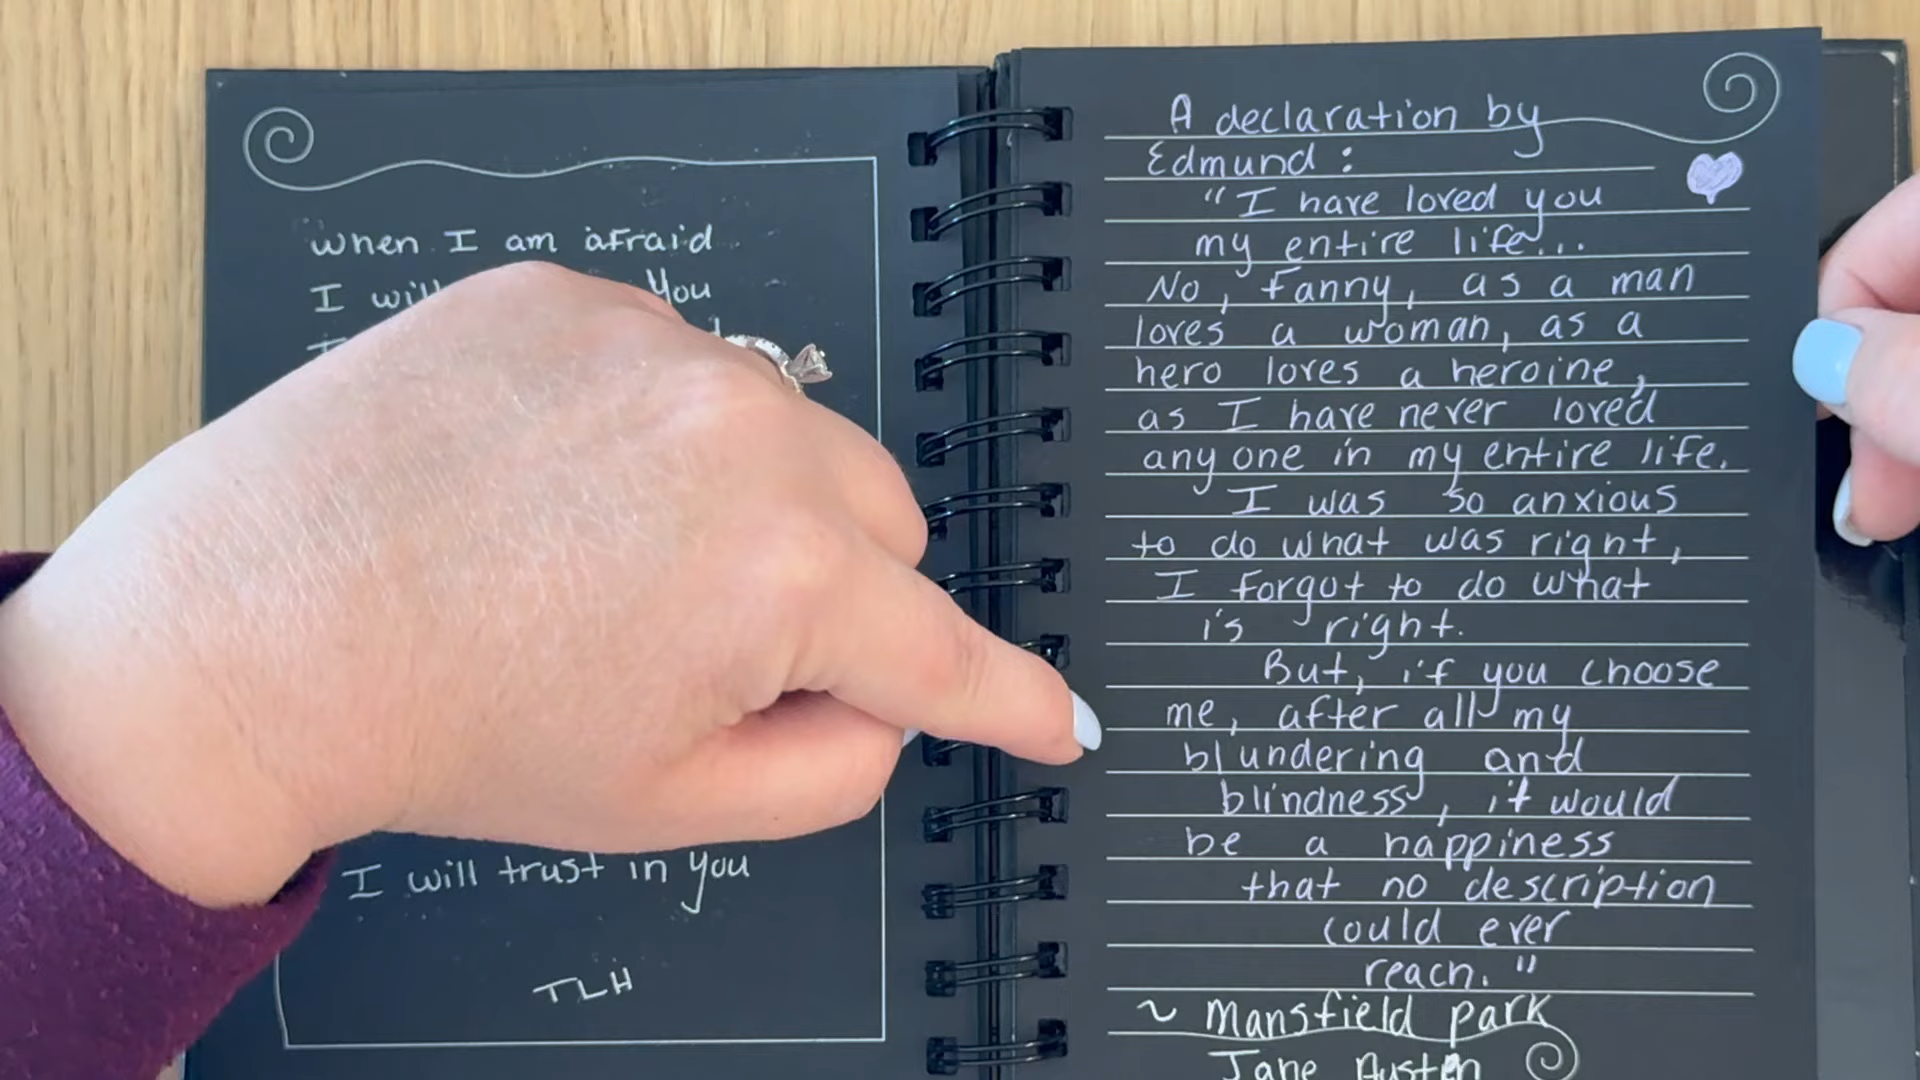 when I am afraid
I will You
I will trust in you
TLH
A declaration by
Edmund :
"I have loved you
my entire life...
No, Fanny, as a man
loves a woman, as a
hero loves a heroine,
as I have never loved
anyone in my entire life.
I was so anxious
to do what was right,
I forgot to do what
is right.
But, if you choose
me, after all my
blundering and
blindness, it would
be a happiness
that no description
could ever
reach."
~ Mansfield park
Jane Austen